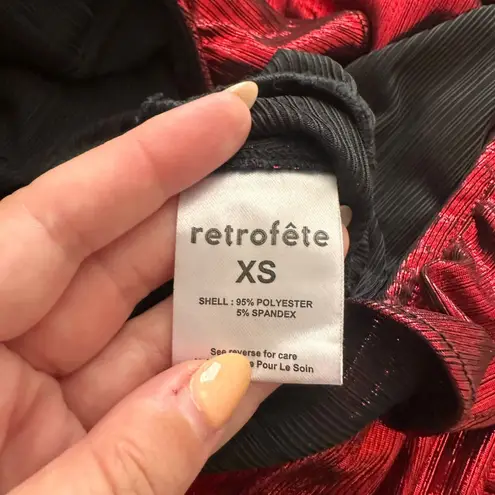 retrofête
XS
SHELL : 95% POLYESTER
5% SPANDEX
See reverse for care
Pour Le Soin